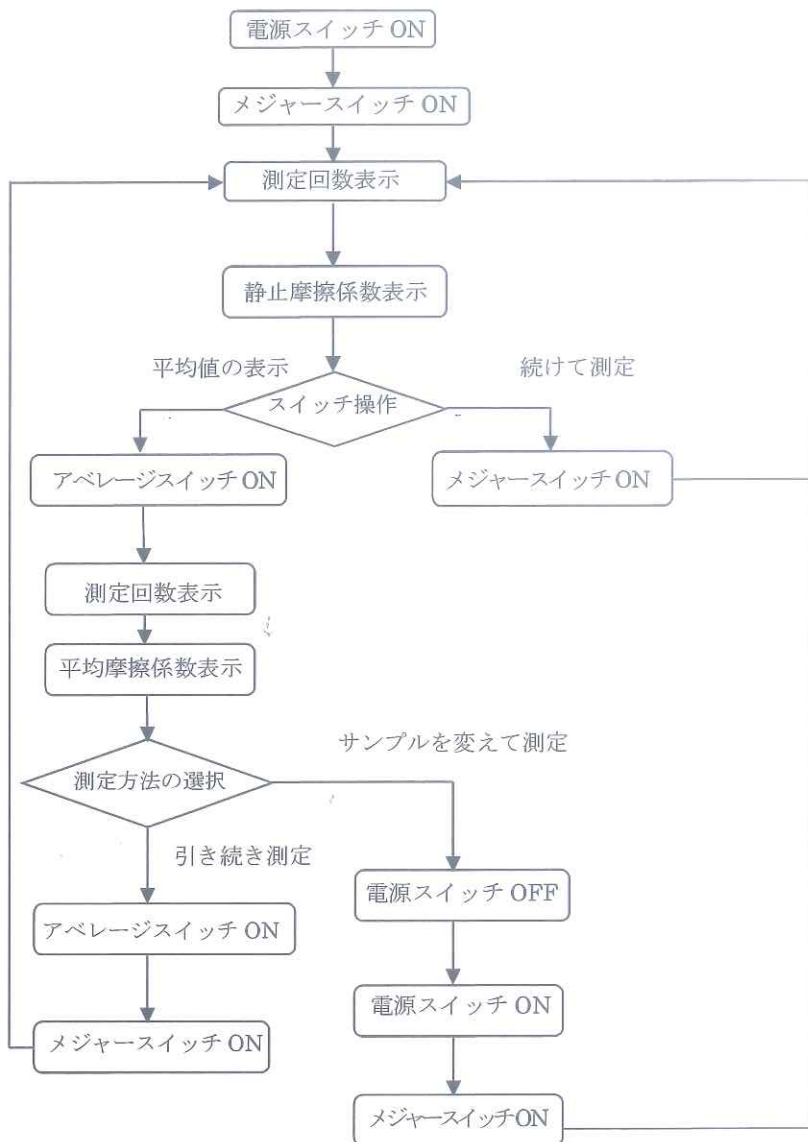 電源スイッチ ON
メジャースイッチ ON
測定回数表示
静止摩擦係数表示
平均値の表示
続けて測定
スイッチ操作
アベレージスイッチ ON
メジャースイッチ ON
測定回数表示
平均摩擦係数表示
サンプルを変えて測定
測定方法の選択
引き続き測定
電源スイッチ OFF
アベレージスイッチ ON
電源スイッチ ON
メジャースイッチ ON
メジャースイッチON